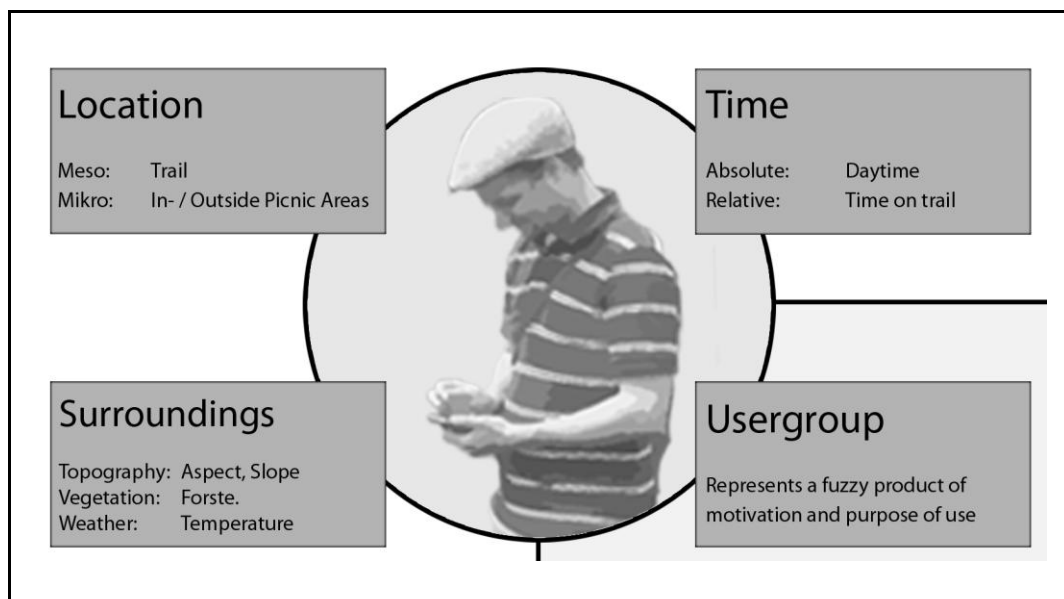 Location
Meso: Trail
Mikro: In- / Outside Picnic Areas
Time
Absolute: Daytime
Relative: Time on trail
Surroundings
Topography: Aspect, Slope
Vegetation: Forste.
Weather: Temperature
Usergroup
Represents a fuzzy product of
motivation and purpose of use